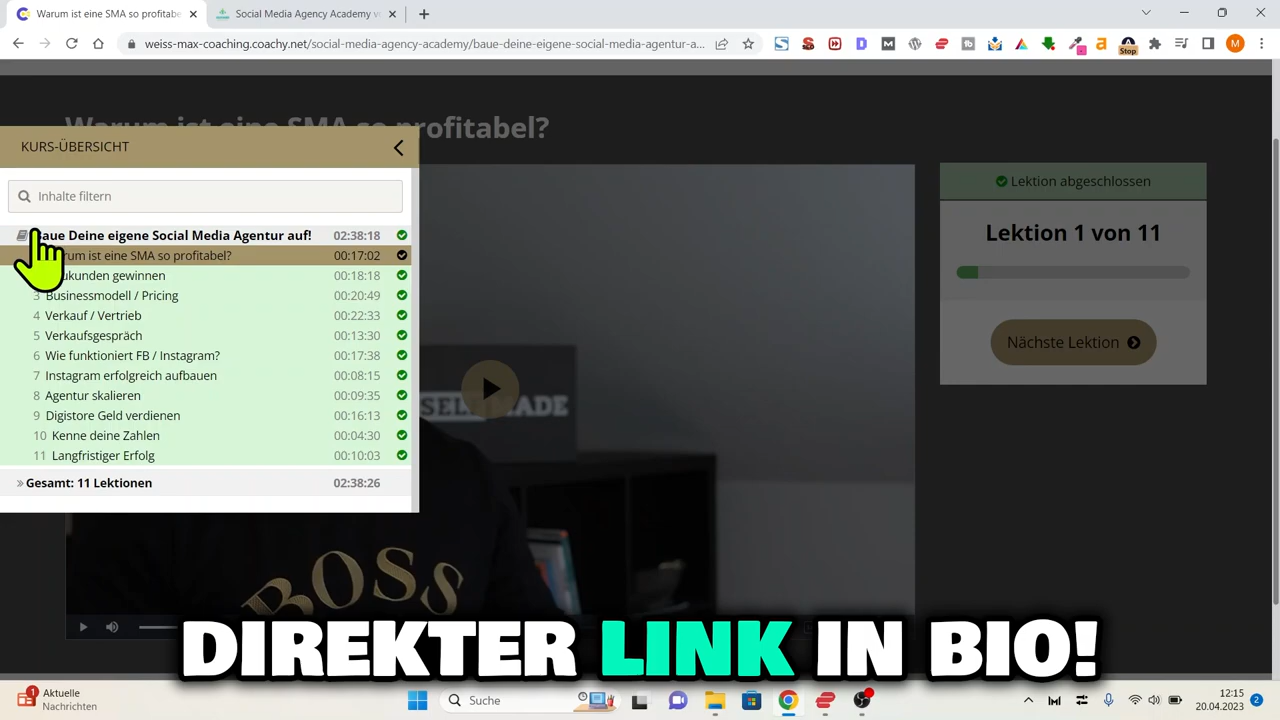 Warum ist eine SMA so profitabe
Social Media Agency Academy v
weiss-max-coaching.coachy.net/social-media-agency-academy/baue-deine-eigene-social-media-agentur-a...
Stop
M
Warum ist eine SMA so profitabel?
KURS-ÜBERSICHT
Inhalte filtern
aue Deine eigene Social Media Agentur auf! 02:38:18
rum ist eine SMA so profitabel? 00:17:02
ukunden gewinnen 00:18:18
3 Businessmodell / Pricing 00:20:49
4 Verkauf / Vertrieb 00:22:33
5 Verkaufsgespräch 00:13:30
6 Wie funktioniert FB / Instagram? 00:17:38
7 Instagram erfolgreich aufbauen 00:08:15
8 Agentur skalieren 00:09:35
9 Digistore Geld verdienen 00:16:13
10 Kenne deine Zahlen 00:04:30
11 Langfristiger Erfolg 00:10:03
Gesamt: 11 Lektionen 02:38:26
Lektion abgeschlossen
Lektion 1 von 11
Nächste Lektion
BOSS
DIREKTER LINK IN BIO!
1
Aktuelle
Nachrichten
Suche
12:15
20.04.2023
2